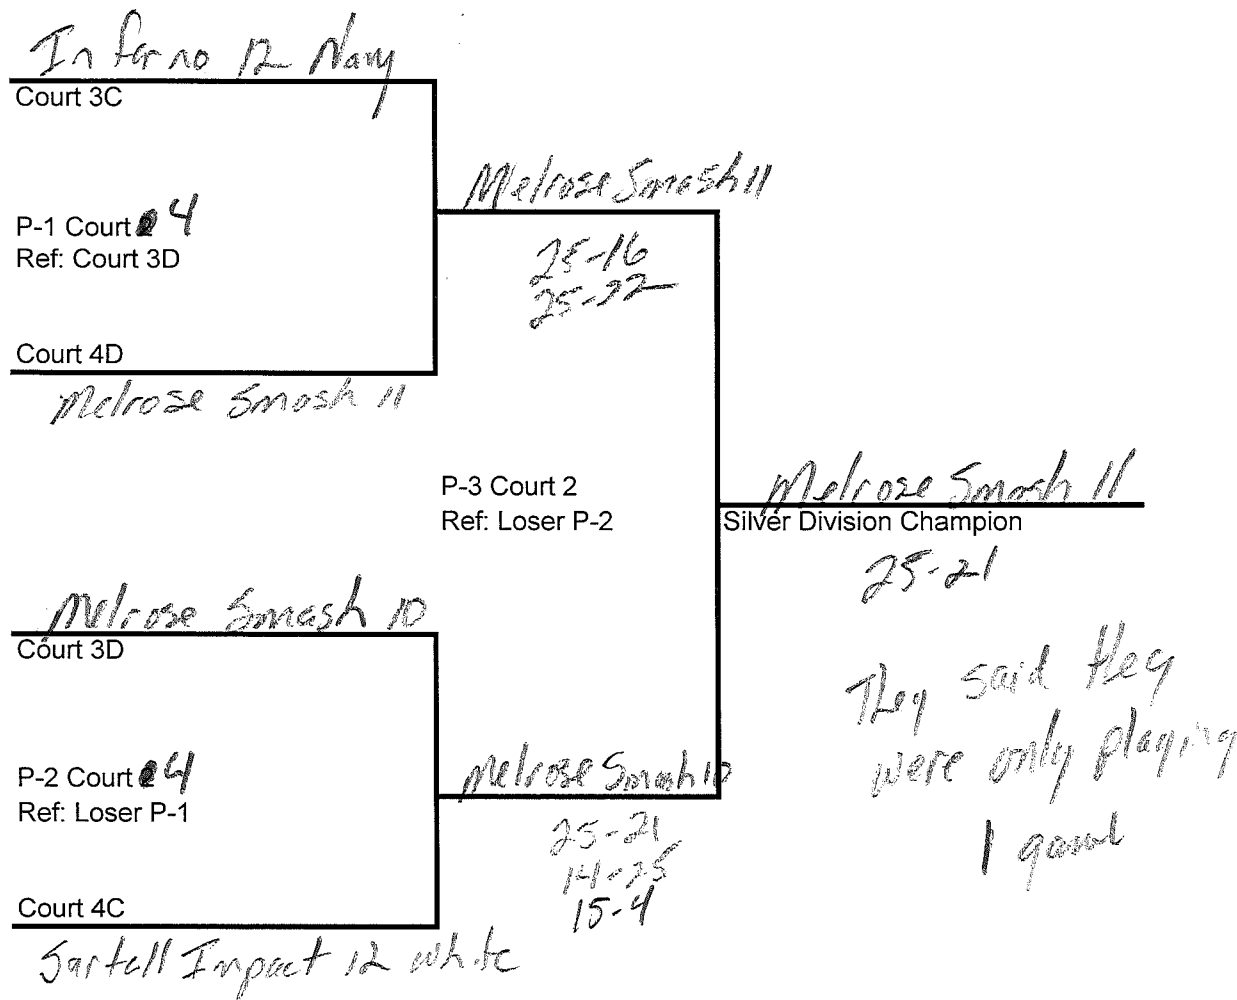 Inferno 12 Navy
Court 3C
Melrose Smash 11
P-1 Court 4
Ref: Court 3D
25-16
25-22
Court 4D
Melrose Smash 11
P-3 Court 2
Ref: Loser P-2
Melrose Smash 11
Silver Division Champion
25-21
Melrose Smash 10
Court 3D
They said they
were only playing
1 game
P-2 Court 4
Ref: Loser P-1
Melrose Smash 10
25-21
14-25
15-4
Court 4C
Sartell Impact 12 white